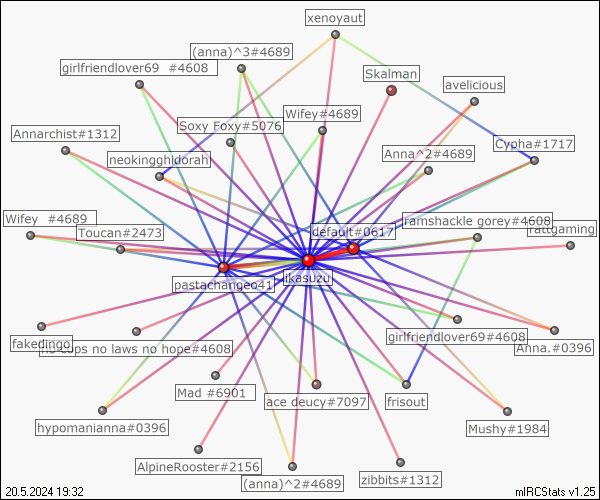 xenoyaut
(anna)^3#4689
girlfriendlover69 #4608
Skalman
avelicious
Wifey#4689
Soxy Foxy#5076
Annarchist#1312
Cypha#1717
Anna^2#4689
neokingghidorah
Wifey #4689
ramshackle gorey#4608
rattgaming
Toucan#2473
default#0617
pastachangeo41
ikasuzu
fakedingo
no cops no laws no hope#4608
girlfriendlover69#4608
Anna.#0396
Mad #6901
ace deucy#7097
frisout
hypomanianna#0396
Mushy#1984
AlpineRooster#2156
(anna)^2#4689
zibbits#1312
20.5.2024 19:32
mIRCStats v1.25